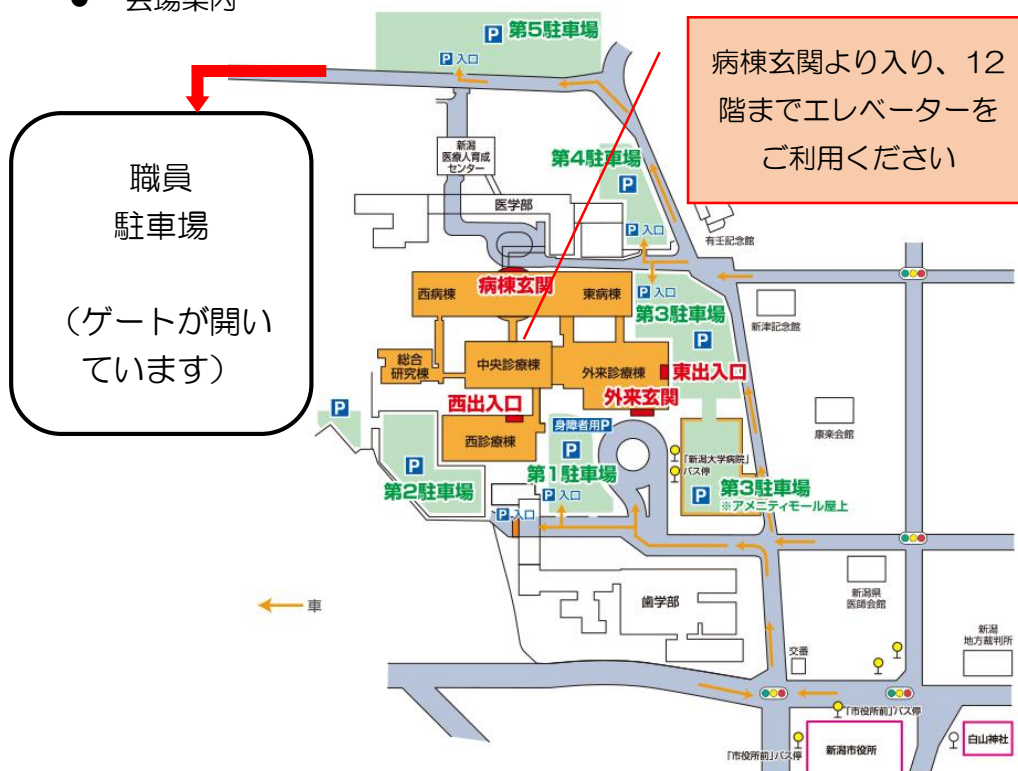 ● 会場案内
P 第5駐車場
P 入口
病棟玄関より入り、12
階までエレベーターを
ご利用ください
職員
駐車場
(ゲートが開い
ています)
新潟
医療人育成
センター
第4駐車場
P
医学部
P 入口
有壬記念館
西病棟
病棟玄関
東病棟
P 入口
第3駐車場
P
新津記念館
総合
研究棟
中央診療棟
外来診療棟
東出入口
西出入口
外来玄関
P
西診療棟
身障者用P
P
康楽会館
「新潟大学病院」
バス停
P
第2駐車場
第1駐車場
P 入口
P 入口
P 第3駐車場
※アメニティモール屋上
車
歯学部
新潟県
医師会館
新潟
地方裁判所
交番
「市役所前」バス停
「市役所前」バス停
新潟市役所
白山神社